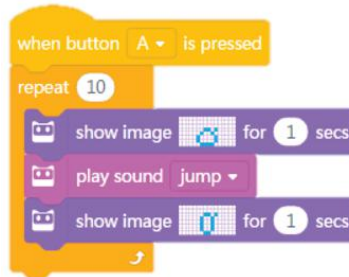 when button A is pressed
repeat 10
show image for 1 secs
play sound jump
show image for 1 secs